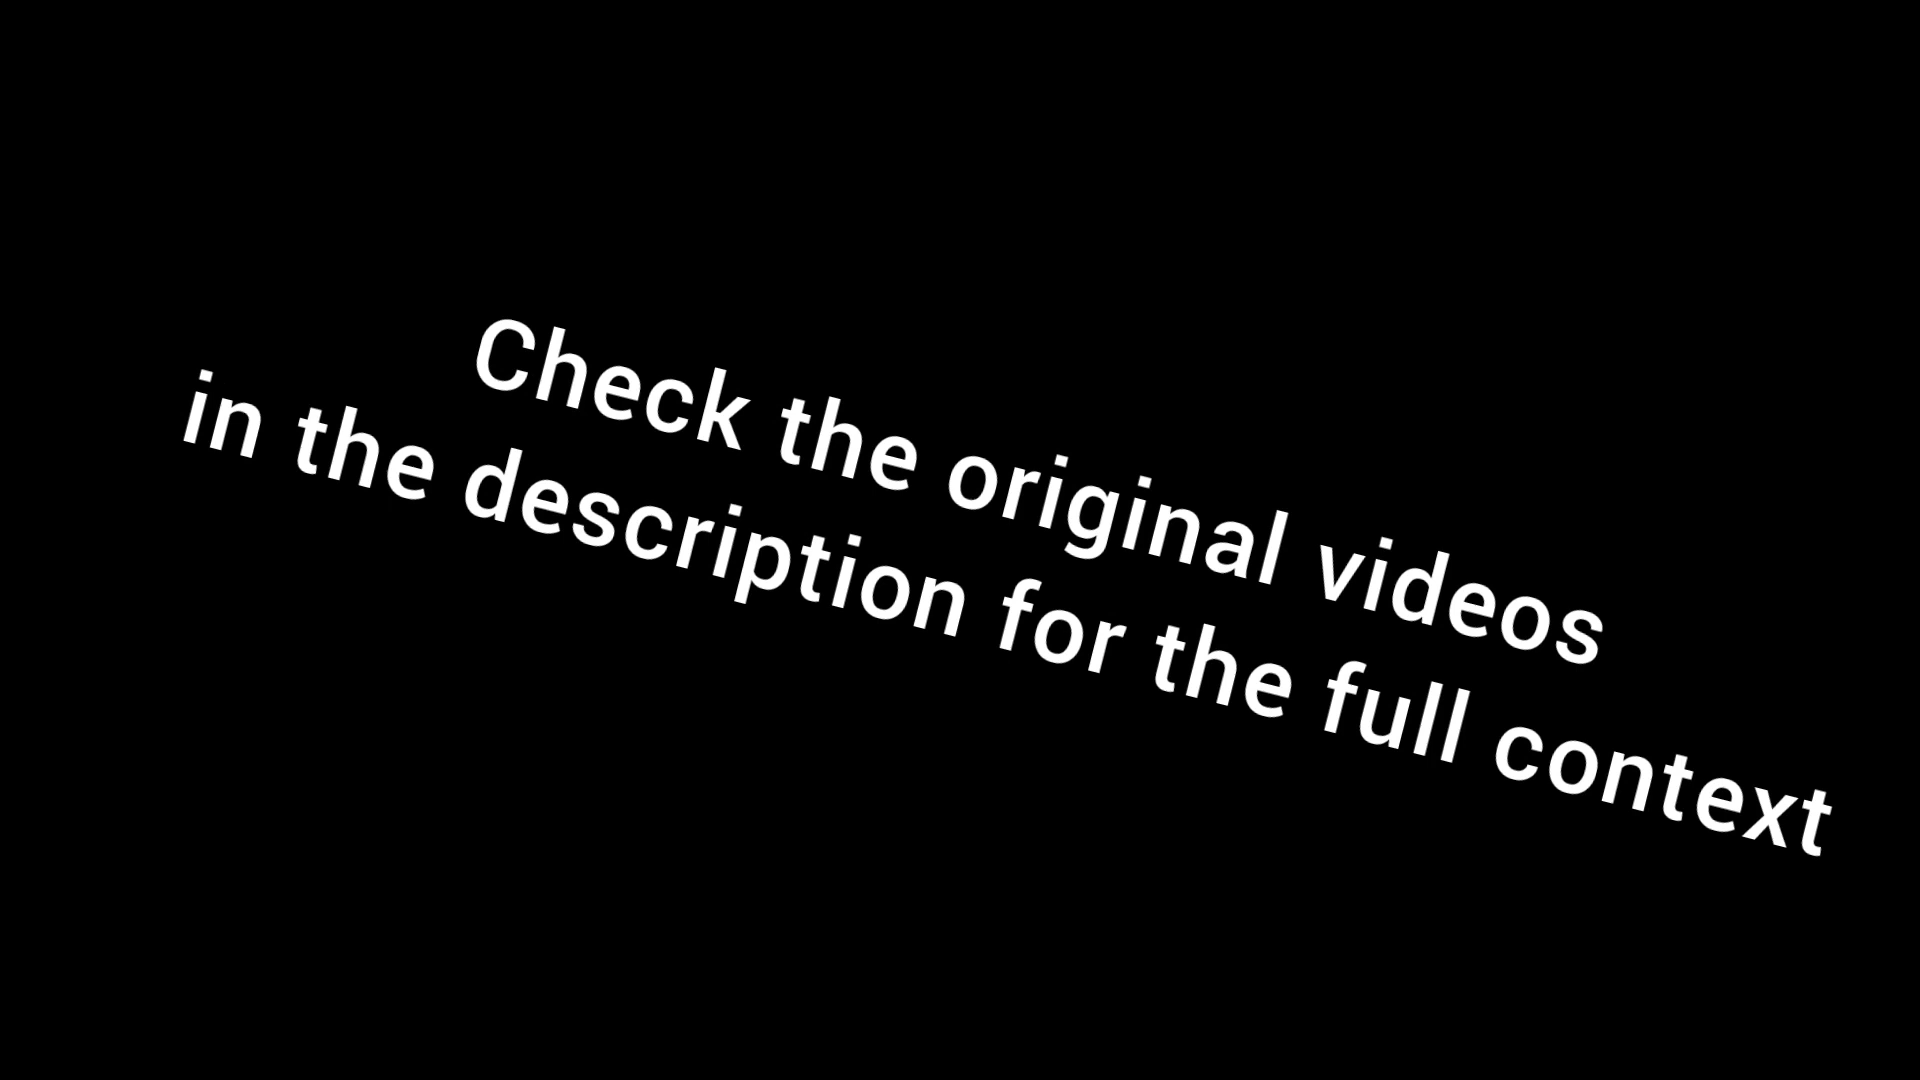 Check the original videos
in the description for the full context